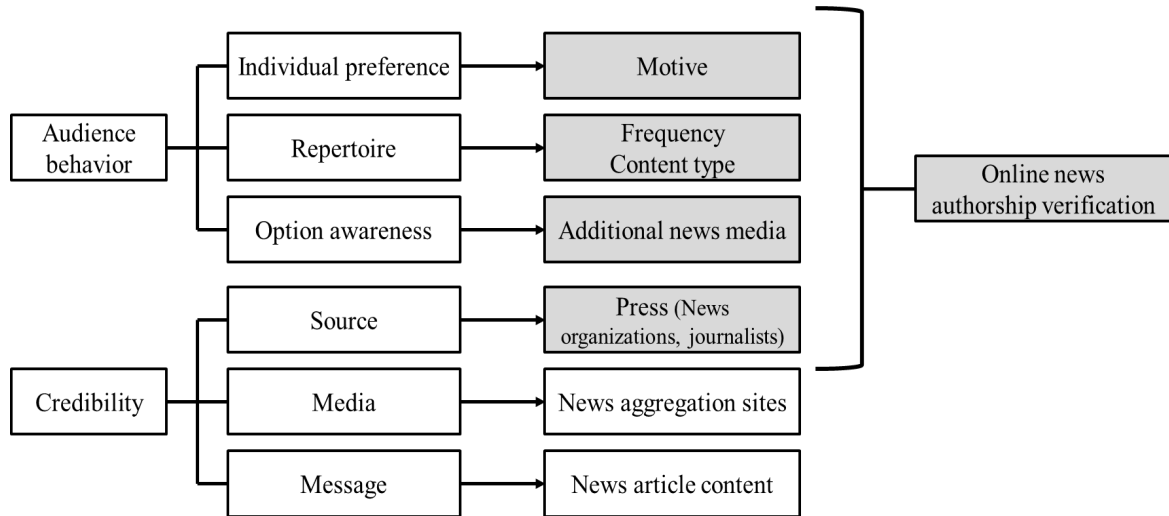 Individual preference
Motive
Audience
behavior
Repertoire
Frequency
Content type
Option awareness
Additional news media
Online news
authorship verification
Source
Press (News
organizations, journalists)
Credibility
Media
News aggregation sites
Message
News article content